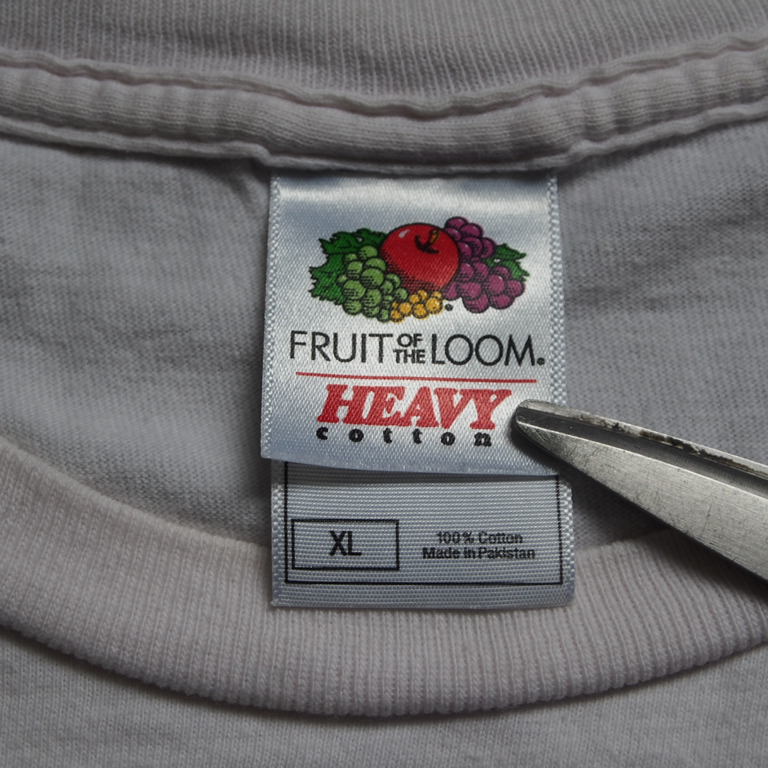 FRUIT OF THE LOOM.
HEAVY
cotton
XL
100% Cotton
Made in Pakistan